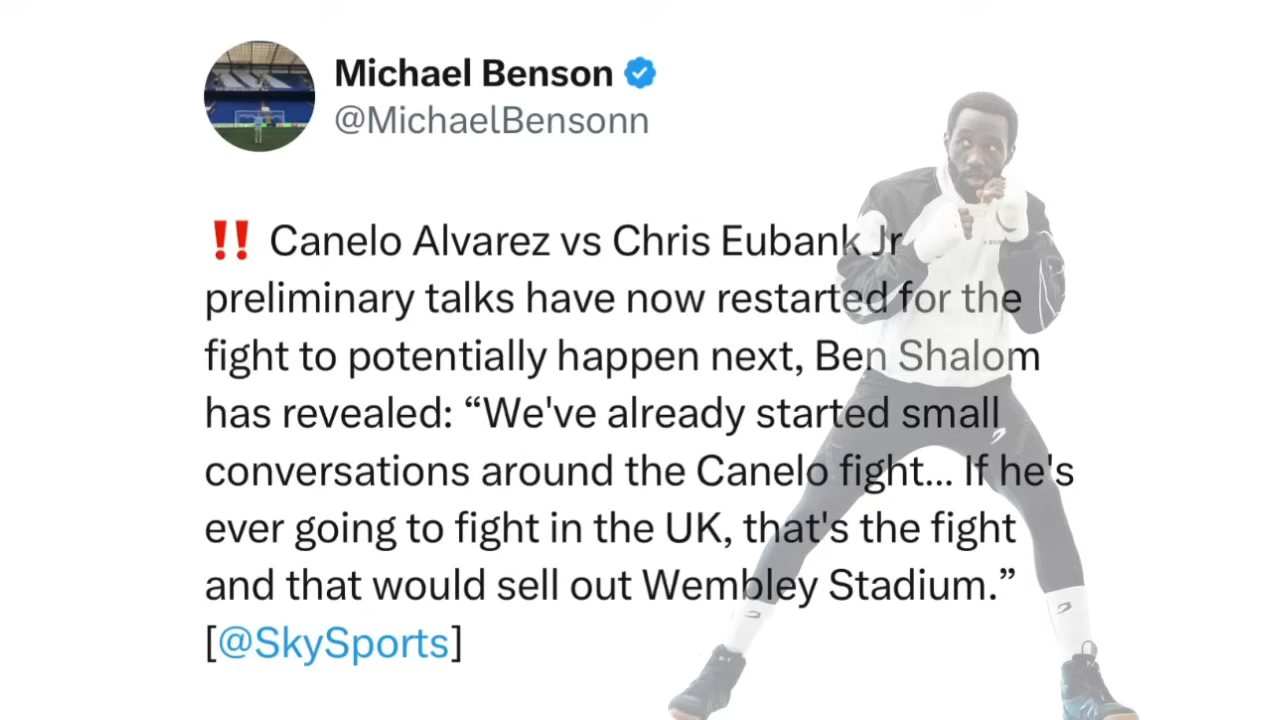 Michael Benson
@MichaelBensonn
‼️ Canelo Alvarez vs Chris Eubank Jr
preliminary talks have now restarted for the
fight to potentially happen next, Ben Shalom
has revealed: “We've already started small
conversations around the Canelo fight... If he's
ever going to fight in the UK, that's the fight
and that would sell out Wembley Stadium.”
[@SkySports]